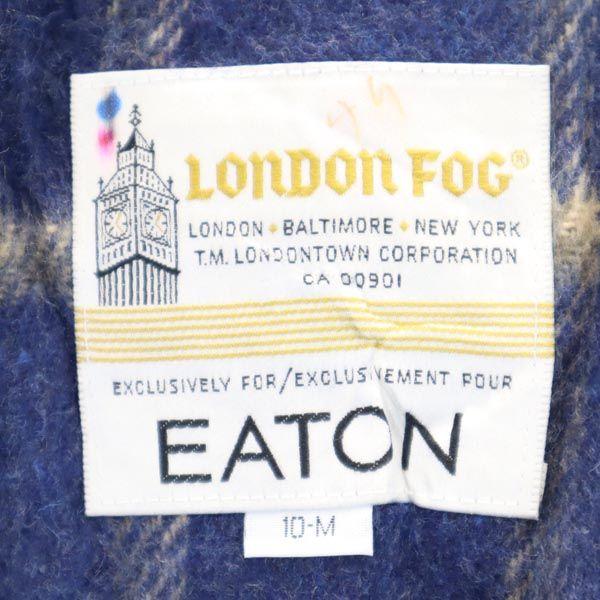 LONDON FOG®
LONDON • BALTIMORE • NEW YORK
T.M. LONDONTOWN CORPORATION
CA 00901
EXCLUSIVELY FOR/EXCLUSIVEMENT POUR
EATON
10-M